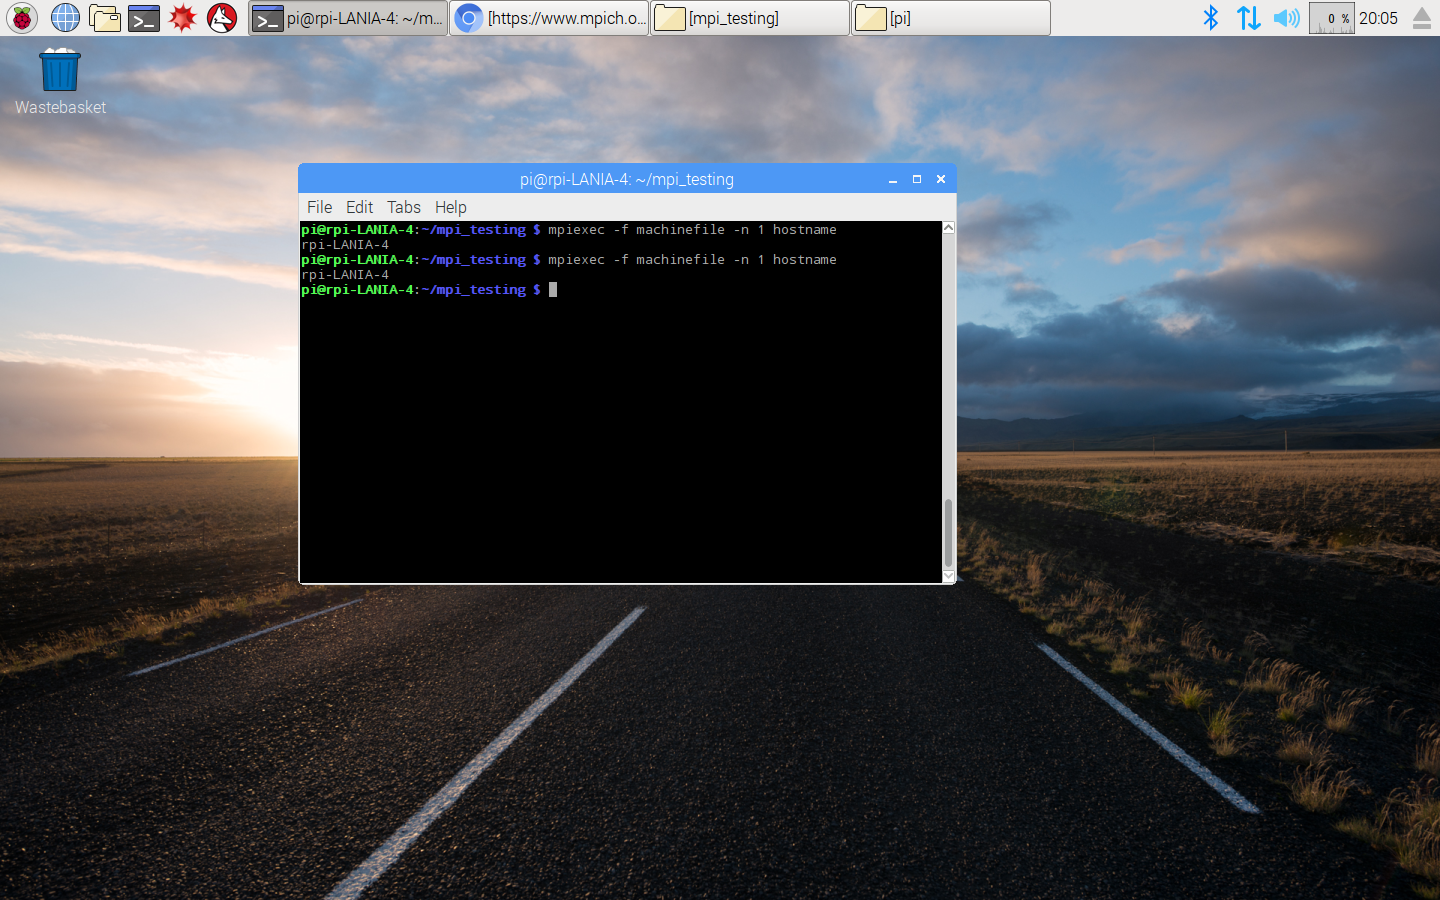 pi@rpi-LANIA-4: ~/m... [https://www.mpich.o... [mpi_testing] [pi] 0 % 20:05
Wastebasket
pi@rpi-LANIA-4: ~/mpi_testing
File Edit Tabs Help
pi@rpi-LANIA-4:~/mpi_testing $ mpiexec -f machinefile -n 1 hostname
rpi-LANIA-4
pi@rpi-LANIA-4:~/mpi_testing $ mpiexec -f machinefile -n 1 hostname
rpi-LANIA-4
pi@rpi-LANIA-4:~/mpi_testing $